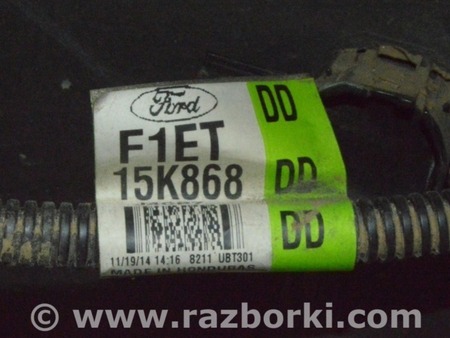 Ford
DD
F1ET
15K868 DD
DD
11/19/14 14:16 8211 UBT301
MADE IN HONDURAS
© www.razborki.com